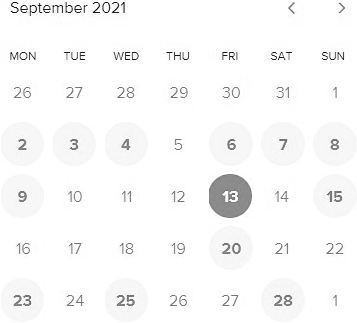 September 2021
MON TUE WED THU FRI SAT SUN
26 27 28 29 30 31 1
2 3 4 5 6 7 8
9 10 11 12 13 14 15
16 17 18 19 20 21 22
23 24 25 26 27 28 1